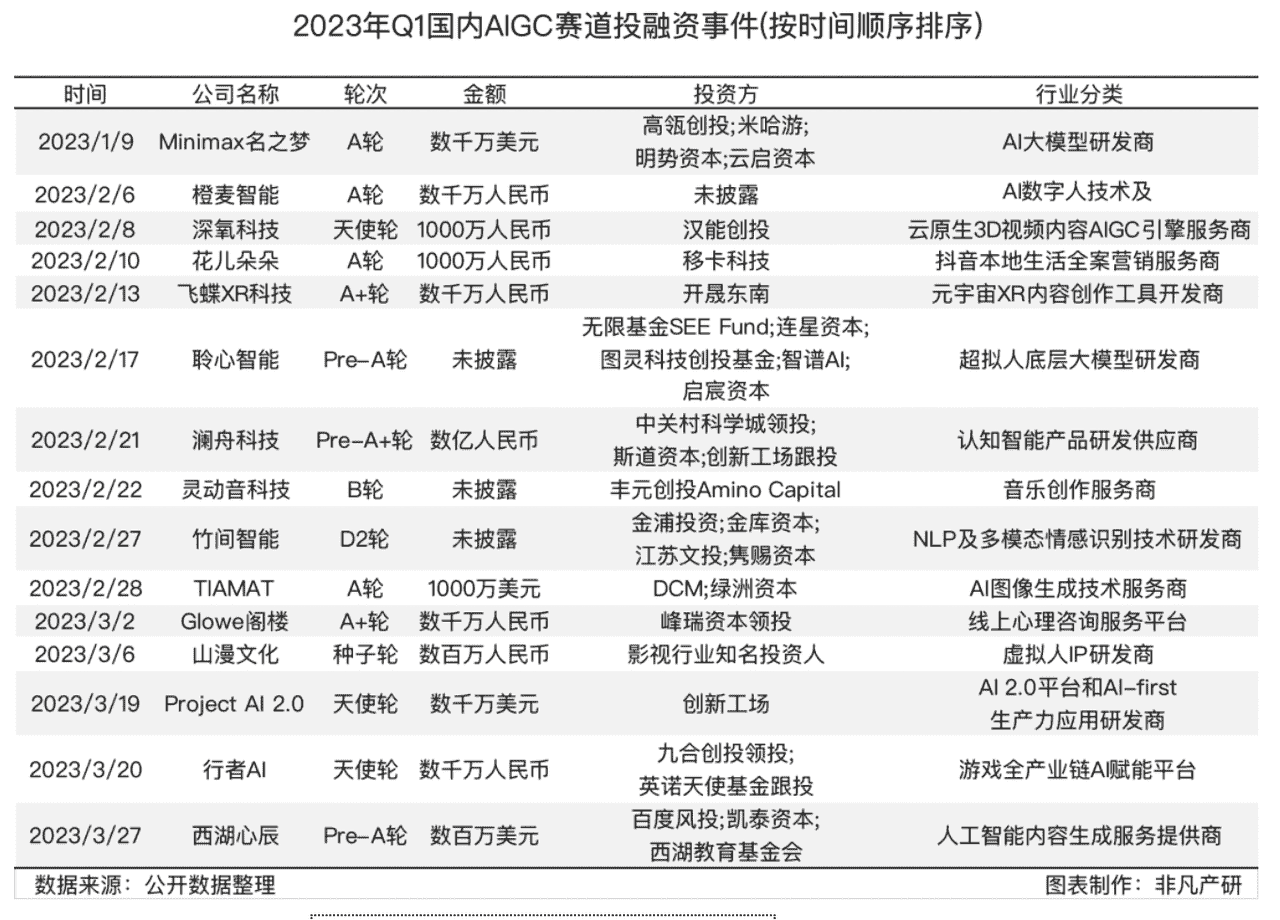 2023年Q1国内AIGC赛道投融资事件(按时间顺序排序)
时间 公司名称 轮次 金额 投资方 行业分类
2023/1/9 Minimax名之梦 A轮 数千万美元 高瓴创投;米哈游; AI大模型研发商
明势资本;云启资本
2023/2/6 橙麦智能 A轮 数千万人民币 未披露 AI数字人技术及
2023/2/8 深氧科技 天使轮 1000万人民币 汉能创投 云原生3D视频内容AIGC引擎服务商
2023/2/10 花儿朵朵 A轮 1000万人民币 移卡科技 抖音本地生活全案营销服务商
2023/2/13 飞蝶XR科技 A+轮 数千万人民币 开晟东南 元宇宙XR内容创作工具开发商
无限基金SEE Fund;连星资本;
2023/2/17 聆心智能 Pre-A轮 未披露 图灵科技创投基金;智谱AI; 超拟人底层大模型研发商
启宸资本
2023/2/21 澜舟科技 Pre-A+轮 数亿人民币 中关村科学城领投; 认知智能产品研发供应商
斯道资本;创新工场跟投
2023/2/22 灵动音科技 B轮 未披露 丰元创投Amino Capital 音乐创作服务商
2023/2/27 竹间智能 D2轮 未披露 金浦投资;金库资本; NLP及多模态情感识别技术研发商
江苏文投;隽赐资本
2023/2/28 TIAMAT A轮 1000万美元 DCM;绿洲资本 AI图像生成技术服务商
2023/3/2 Glowe阁楼 A+轮 数千万人民币 峰瑞资本领投 线上心理咨询服务平台
2023/3/6 山漫文化 种子轮 数百万人民币 影视行业知名投资人 虚拟人IP研发商
2023/3/19 Project AI 2.0 天使轮 数千万美元 创新工场 AI 2.0平台和AI-first
生产力应用研发商
2023/3/20 行者AI 天使轮 数千万人民币 九合创投领投; 游戏全产业链AI赋能平台
英诺天使基金跟投
2023/3/27 西湖心辰 Pre-A轮 数百万美元 百度风投;凯泰资本; 人工智能内容生成服务提供商
西湖教育基金会
数据来源：公开数据整理 图表制作：非凡产研